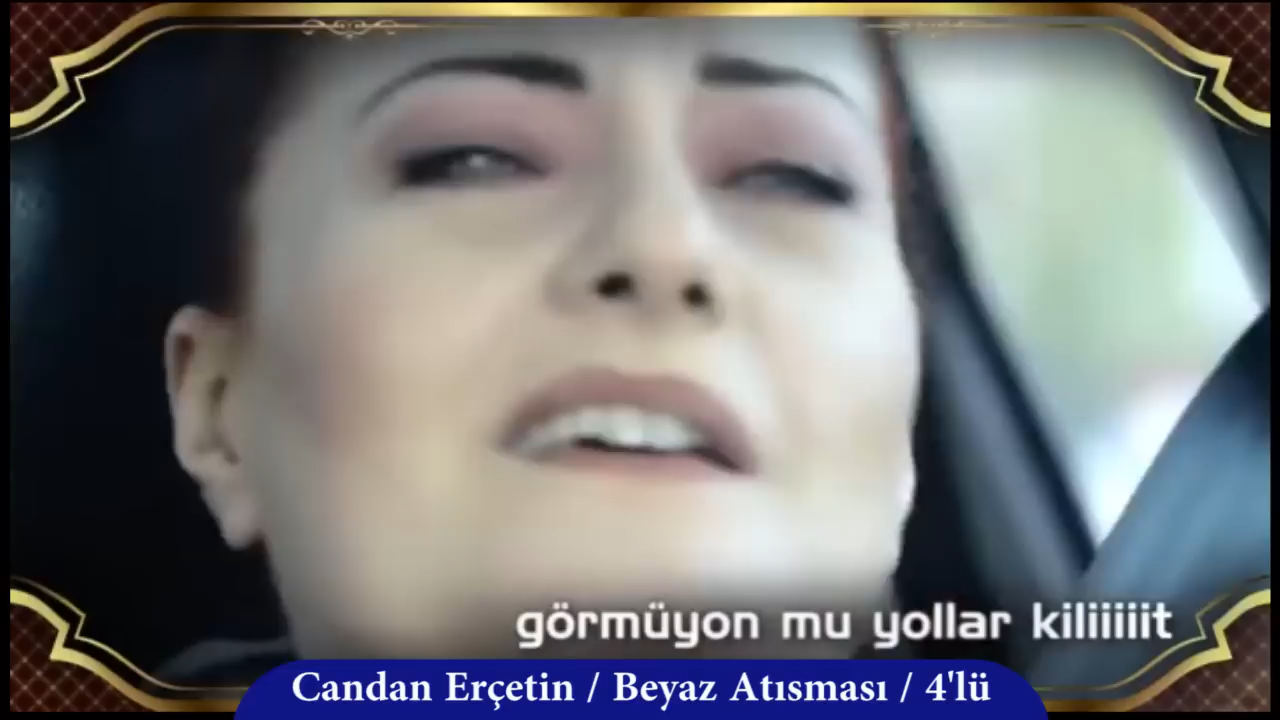 görmüyon mu yollar kiliiiiit
Candan Erçetin / Beyaz Atısması / 4'lü